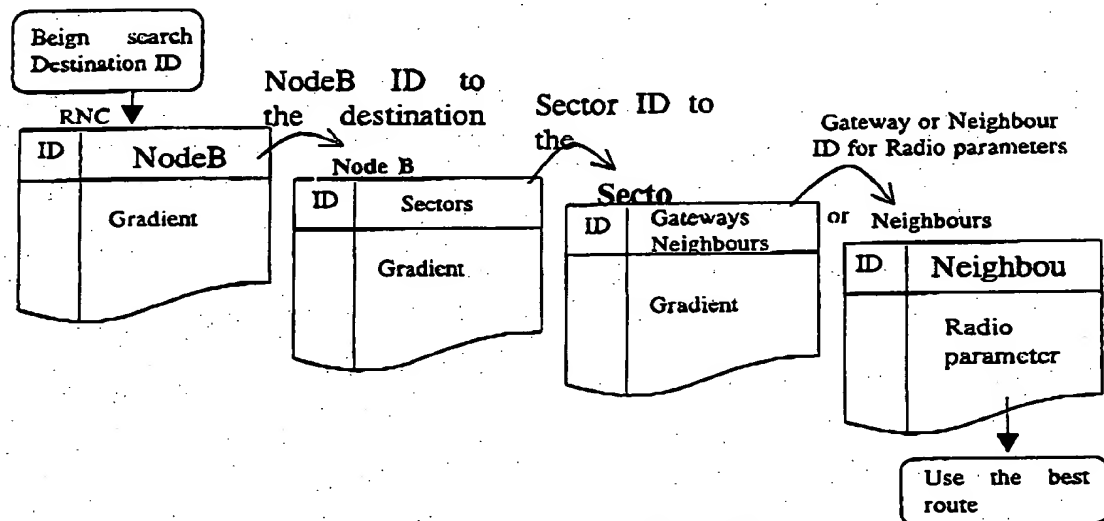 Beign search
Destination ID
RNC
ID NodeB
Gradient
NodeB ID to
the destination
Node B
ID Sectors
Gradient
Sector ID to
the
Secto
ID Gateways
Neighbours
Gradient
Gateway or Neighbour
ID for Radio parameters
or Neighbours
ID Neighbou
Radio
parameter
Use the best
route